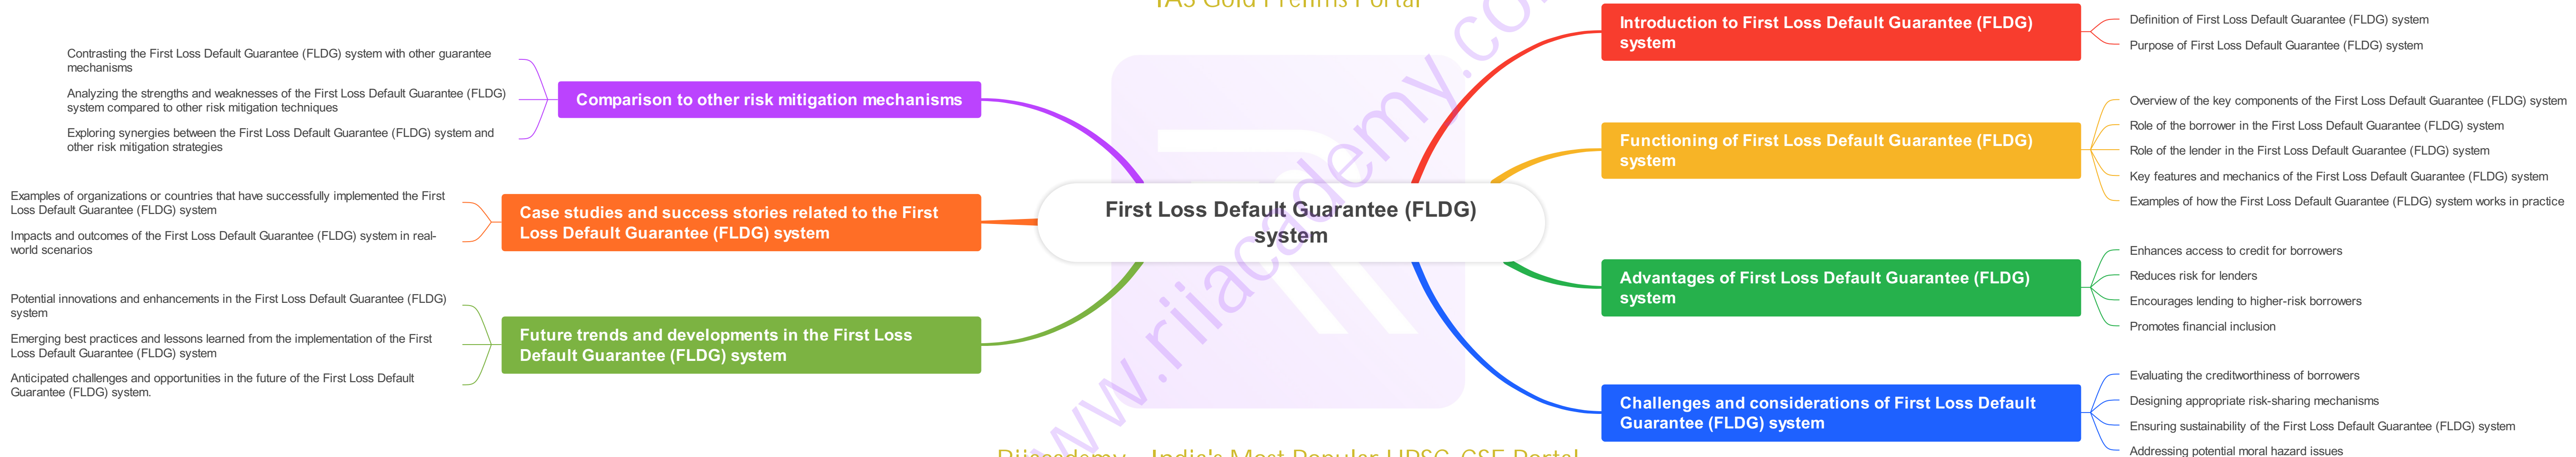 IAS Gold Prelims Portal
Contrasting the First Loss Default Guarantee (FLDG) system with other guarantee
mechanisms
Analyzing the strengths and weaknesses of the First Loss Default Guarantee (FLDG)
system compared to other risk mitigation techniques
Exploring synergies between the First Loss Default Guarantee (FLDG) system and
other risk mitigation strategies
Comparison to other risk mitigation mechanisms
Examples of organizations or countries that have successfully implemented the First
Loss Default Guarantee (FLDG) system
Impacts and outcomes of the First Loss Default Guarantee (FLDG) system in real-
world scenarios
Case studies and success stories related to the First
Loss Default Guarantee (FLDG) system
Potential innovations and enhancements in the First Loss Default Guarantee (FLDG)
system
Emerging best practices and lessons learned from the implementation of the First
Loss Default Guarantee (FLDG) system
Anticipated challenges and opportunities in the future of the First Loss Default
Guarantee (FLDG) system.
Future trends and developments in the First Loss
Default Guarantee (FLDG) system
First Loss Default Guarantee (FLDG)
system
www.rijiacademy.co
Introduction to First Loss Default Guarantee (FLDG)
system
Definition of First Loss Default Guarantee (FLDG) system
Purpose of First Loss Default Guarantee (FLDG) system
Functioning of First Loss Default Guarantee (FLDG)
system
Overview of the key components of the First Loss Default Guarantee (FLDG) system
Role of the borrower in the First Loss Default Guarantee (FLDG) system
Role of the lender in the First Loss Default Guarantee (FLDG) system
Key features and mechanics of the First Loss Default Guarantee (FLDG) system
Examples of how the First Loss Default Guarantee (FLDG) system works in practice
Advantages of First Loss Default Guarantee (FLDG)
system
Enhances access to credit for borrowers
Reduces risk for lenders
Encourages lending to higher-risk borrowers
Promotes financial inclusion
Challenges and considerations of First Loss Default
Guarantee (FLDG) system
Evaluating the creditworthiness of borrowers
Designing appropriate risk-sharing mechanisms
Ensuring sustainability of the First Loss Default Guarantee (FLDG) system
Addressing potential moral hazard issues
India's Most Popular UPSC-CSE Portal